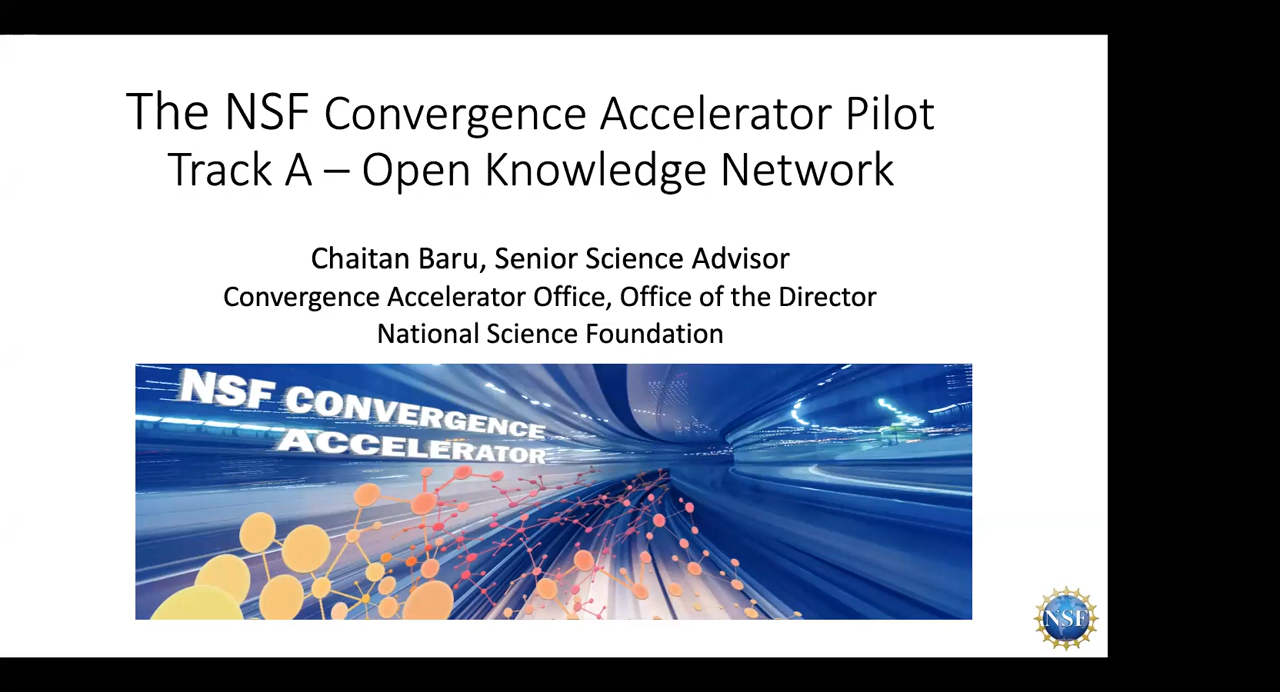 The NSF Convergence Accelerator Pilot
Track A – Open Knowledge Network
Chaitan Baru, Senior Science Advisor
Convergence Accelerator Office, Office of the Director
National Science Foundation
NSF CONVERGENCE
ACCELERATOR
NSF